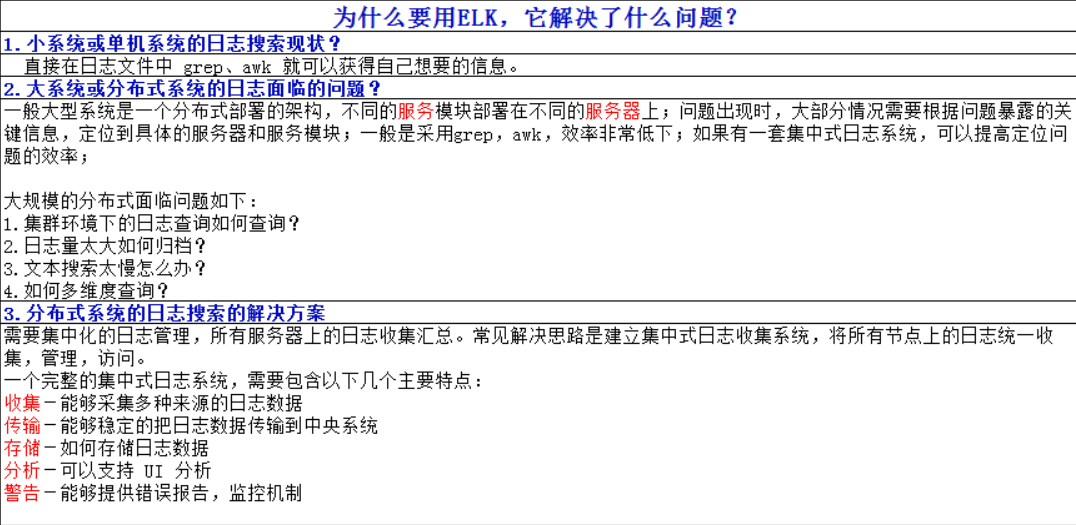 为什么要用ELK，它解决了什么问题？
1.小系统或单机系统的日志搜索现状？
直接在日志文件中 grep、awk 就可以获得自己想要的信息。
2.大系统或分布式系统的日志面临的问题？
一般大型系统是一个分布式部署的架构，不同的服务模块部署在不同的服务器上；问题出现时，大部分情况需要根据问题暴露的关
键信息，定位到具体的服务器和服务模块；一般是采用grep，awk，效率非常低下；如果有一套集中式日志系统，可以提高定位问
题的效率；
大规模的分布式面临问题如下：
1.集群环境下的日志查询如何查询？
2.日志量太大如何归档？
3.文本搜索太慢怎么办？
4.如何多维度查询？
3.分布式系统的日志搜索的解决方案
需要集中化的日志管理，所有服务器上的日志收集汇总。常见解决思路是建立集中式日志收集系统，将所有节点上的日志统一收
集，管理，访问。
一个完整的集中式日志系统，需要包含以下几个主要特点：
收集－能够采集多种来源的日志数据
传输－能够稳定的把日志数据传输到中央系统
存储－如何存储日志数据
分析－可以支持 UI 分析
警告－能够提供错误报告，监控机制